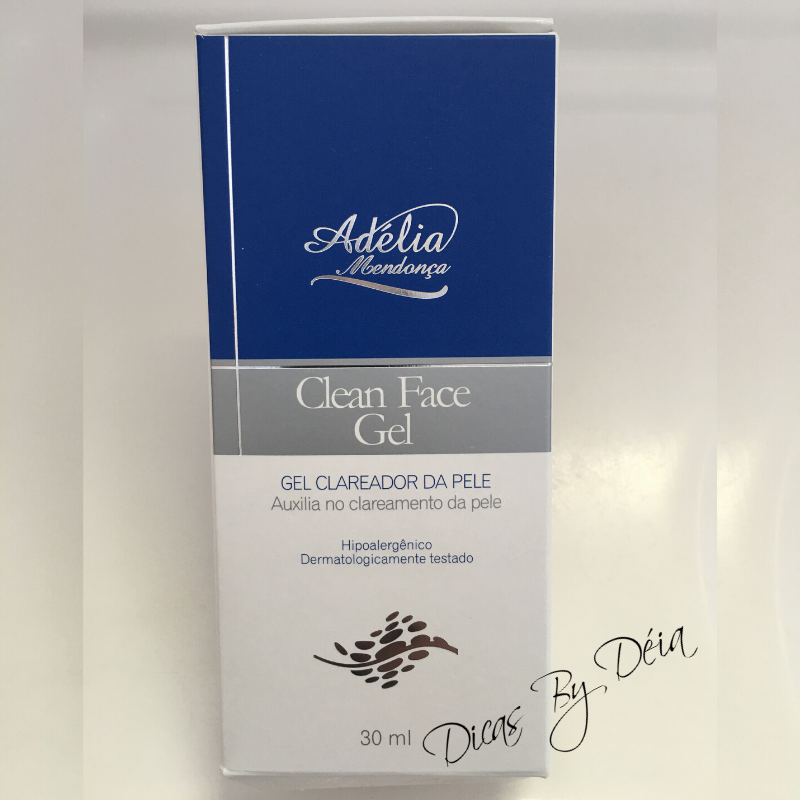 Adélia
Mendonça
Clean Face
Gel
GEL CLAREADOR DA PELE
Auxilia no clareamento da pele
Hipoalergênico
Dermatologicamente testado
30 ml
Dicas By Déia